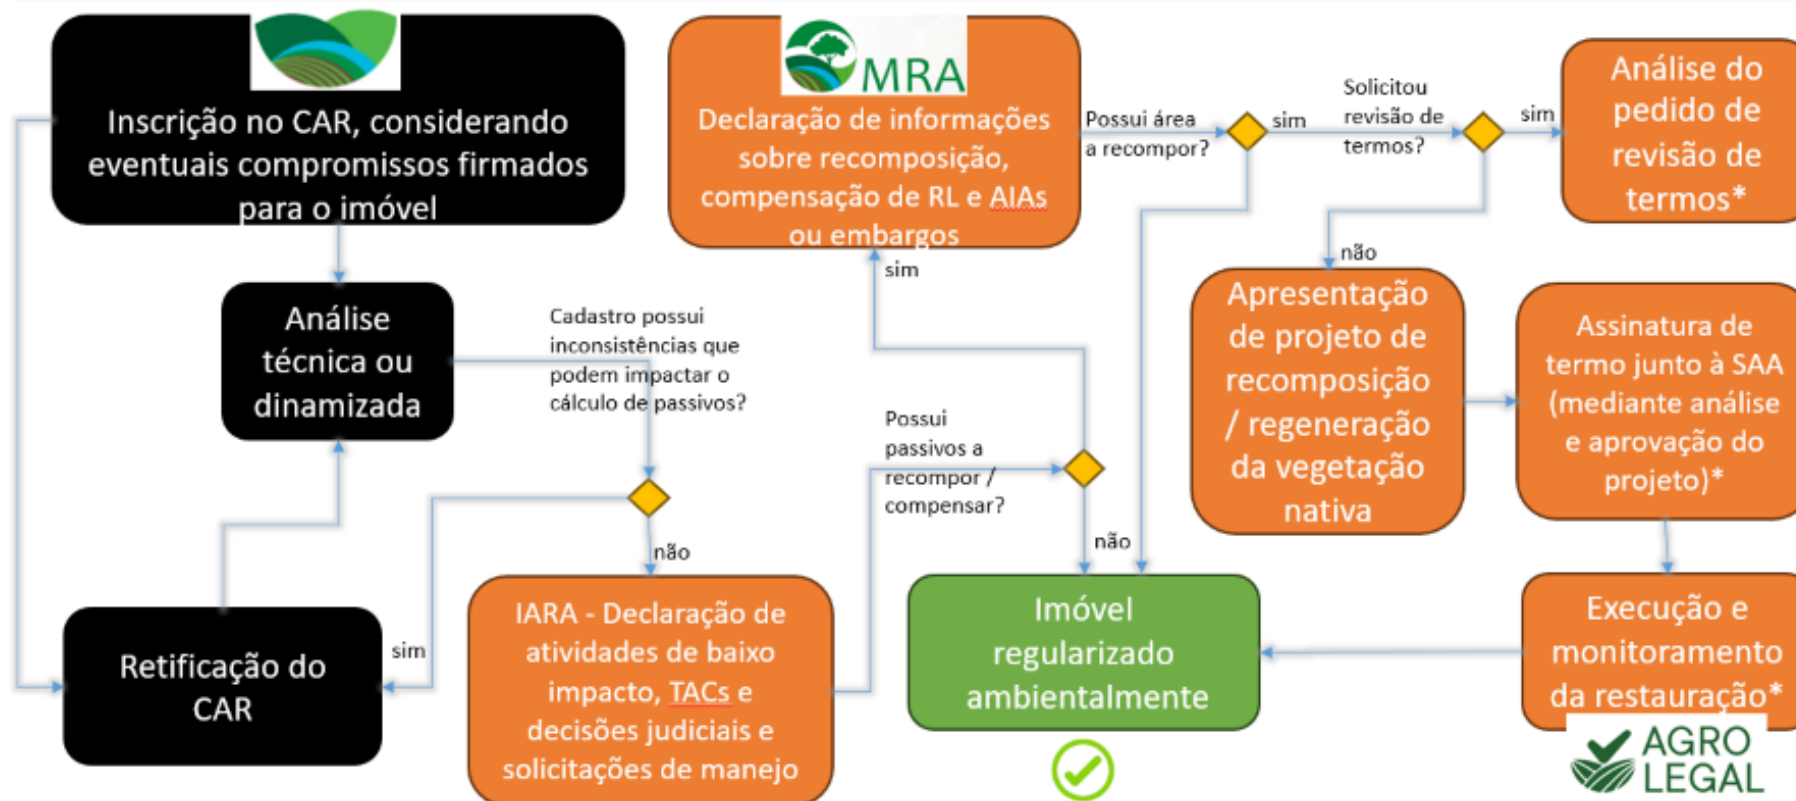 Inscrição no CAR, considerando
eventuais compromissos firmados
para o imóvel
MRA
Declaração de informações
sobre recomposição,
compensação de RL e AIAs
ou embargos
Possui área
a recompor?
sim
Solicitou
revisão de
termos?
sim
Análise do
pedido de
revisão de
termos*
Análise
técnica ou
dinamizada
Cadastro possui
inconsistências que
podem impactar o
cálculo de passivos?
sim
não
Apresentação
de projeto de
recomposição
/ regeneração
da vegetação
nativa
Assinatura de
termo junto à SAA
(mediante análise
e aprovação do
projeto)*
Possui
passivos a
recompor /
compensar?
não
não
Retificação do
CAR
sim
IARA - Declaração de
atividades de baixo
impacto, TACs e
decisões judiciais e
solicitações de manejo
Imóvel
regularizado
ambientalmente
Execução e
monitoramento
da restauração*
AGRO
LEGAL